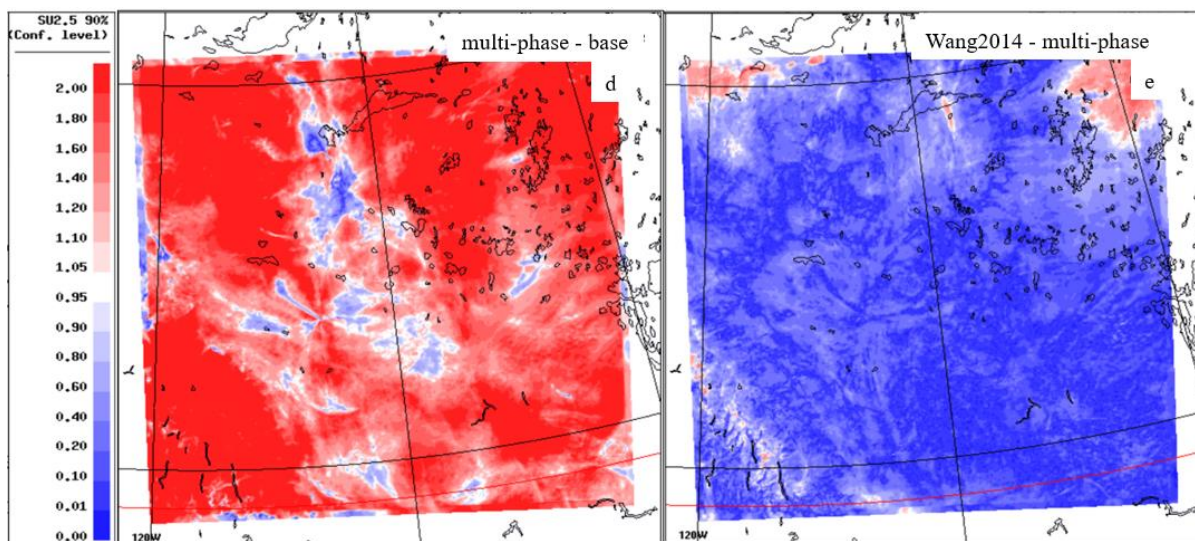 SU2.5 90%
(Conf. level)
2.00
1.80
1.60
1.40
1.20
1.10
1.05
0.95
0.90
0.80
0.60
0.40
0.20
0.10
0.01
0.00
multi-phase - base
d
120W
Wang2014 - multi-phase
e
120W